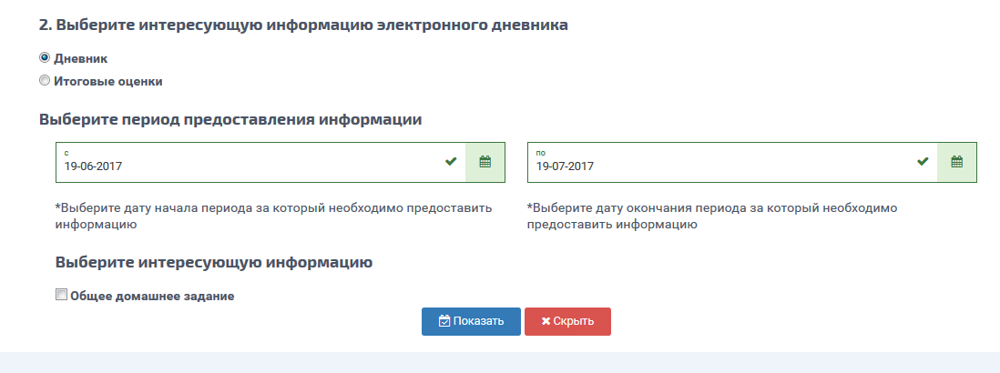 2. Выберите интересующую информацию электронного дневника
Дневник
Итоговые оценки
Выберите период предоставления информации
с
19-06-2017
по
19-07-2017
*Выберите дату начала периода за который необходимо предоставить
информацию
*Выберите дату окончания периода за который необходимо
предоставить информацию
Выберите интересующую информацию
Общее домашнее задание
Показать
Скрыть